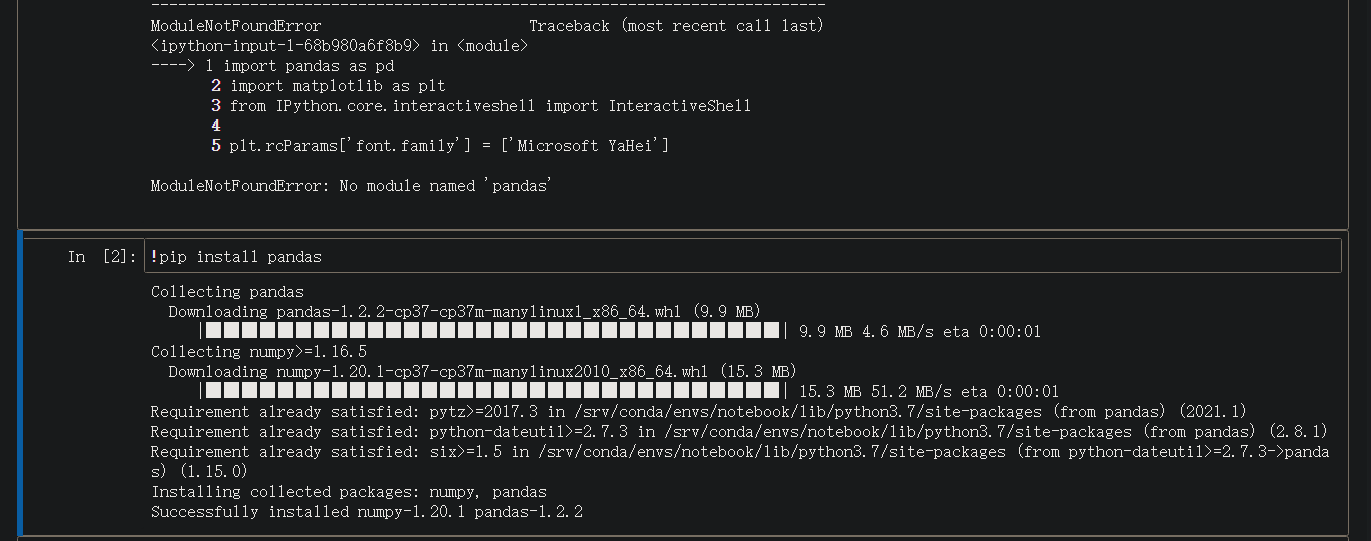 ---------------------------------------------------------------------------
ModuleNotFoundError                       Traceback (most recent call last)
<ipython-input-1-68b980a6f8b9> in <module>
----> 1 import pandas as pd
      2 import matplotlib as plt
      3 from IPython.core.interactiveshell import InteractiveShell
      4
      5 plt.rcParams['font.family'] = ['Microsoft YaHei']
ModuleNotFoundError: No module named 'pandas'
In [2]: !pip install pandas
Collecting pandas
  Downloading pandas-1.2.2-cp37-cp37m-manylinux1_x86_64.whl (9.9 MB)
     |████████████████████████████████| 9.9 MB 4.6 MB/s eta 0:00:01
Collecting numpy>=1.16.5
  Downloading numpy-1.20.1-cp37-cp37m-manylinux2010_x86_64.whl (15.3 MB)
     |████████████████████████████████| 15.3 MB 51.2 MB/s eta 0:00:01
Requirement already satisfied: pytz>=2017.3 in /srv/conda/envs/notebook/lib/python3.7/site-packages (from pandas) (2021.1)
Requirement already satisfied: python-dateutil>=2.7.3 in /srv/conda/envs/notebook/lib/python3.7/site-packages (from pandas) (2.8.1)
Requirement already satisfied: six>=1.5 in /srv/conda/envs/notebook/lib/python3.7/site-packages (from python-dateutil>=2.7.3->panda
s) (1.15.0)
Installing collected packages: numpy, pandas
Successfully installed numpy-1.20.1 pandas-1.2.2